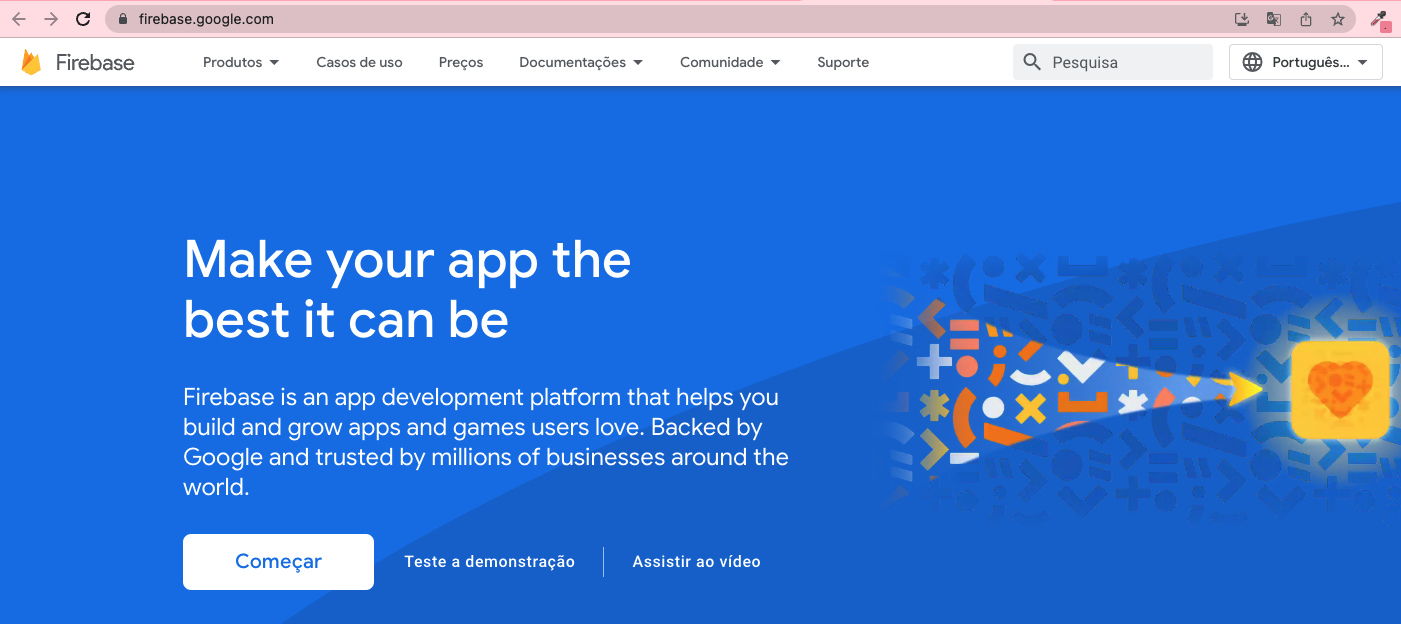 firebase.google.com
Firebase Produtos Casos de uso Preços Documentações Comunidade Suporte Pesquisa Português...
Make your app the
best it can be
Firebase is an app development platform that helps you
build and grow apps and games users love. Backed by
Google and trusted by millions of businesses around the
world.
Começar Teste a demonstração Assistir ao vídeo